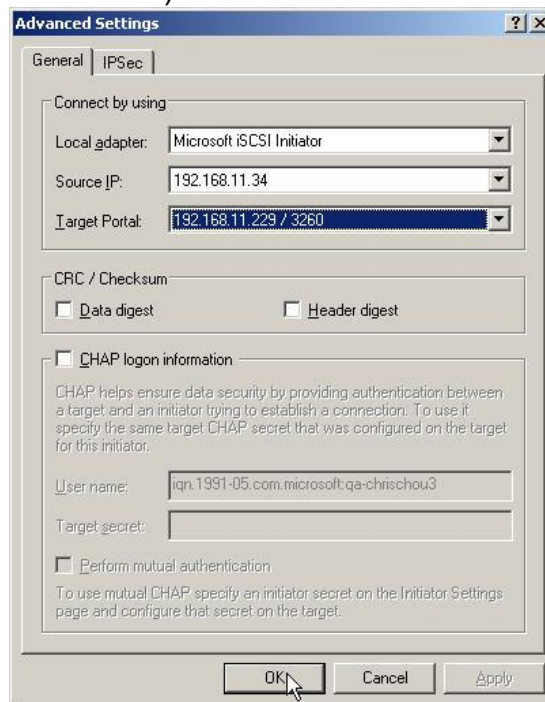 Advanced Settings
General IPSec
Connect by using
Local adapter: Microsoft iSCSI Initiator
Source IP: 192.168.11.34
Target Portal: 192.168.11.229 / 3260
CRC / Checksum
Data digest Header digest
CHAP logon information
CHAP helps ensure data security by providing authentication between
a target and an initiator trying to establish a connection. To use it
specify the same target CHAP secret that was configured on the target
for this initiator.
User name: iqn.1991-05.com.microsoft:qa-chrischou3
Target secret:
Perform mutual authentication
To use mutual CHAP specify an initiator secret on the Initiator Settings
page and configure that secret on the target.
OK Cancel Apply